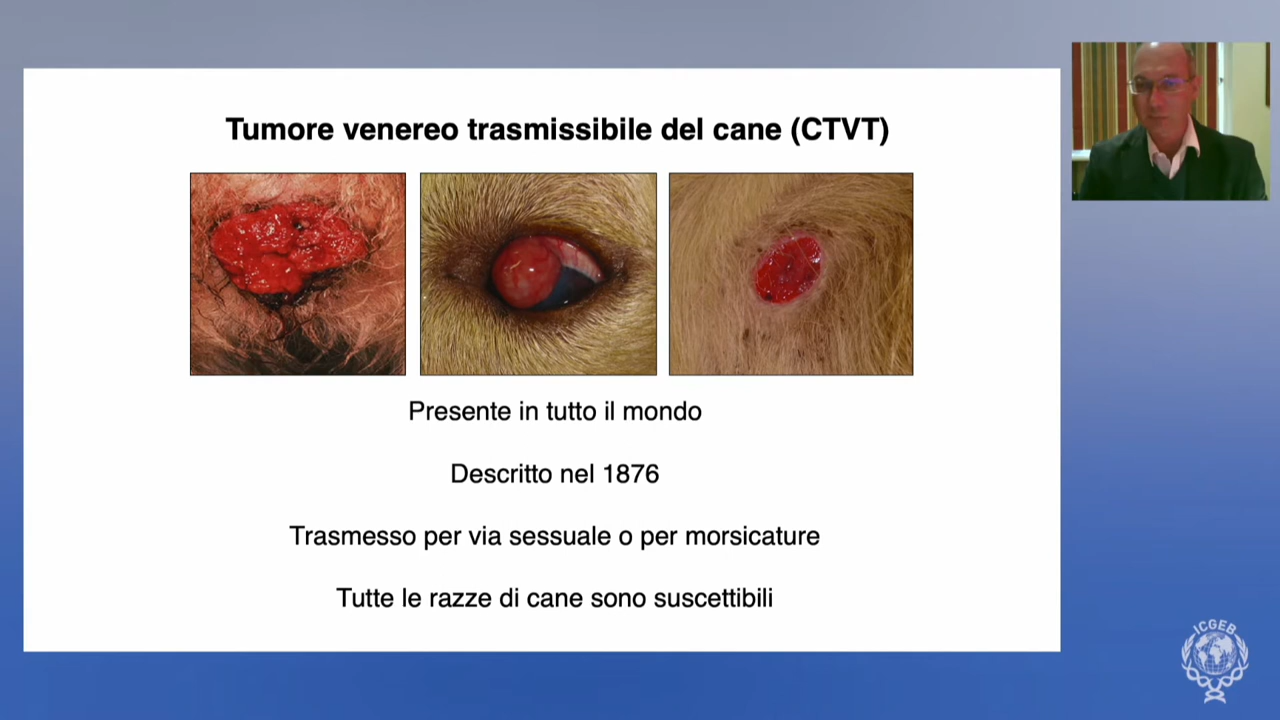 Tumore venereo trasmissibile del cane (CTVT)
Presente in tutto il mondo
Descritto nel 1876
Trasmesso per via sessuale o per morsicature
Tutte le razze di cane sono suscettibili
ICGEB